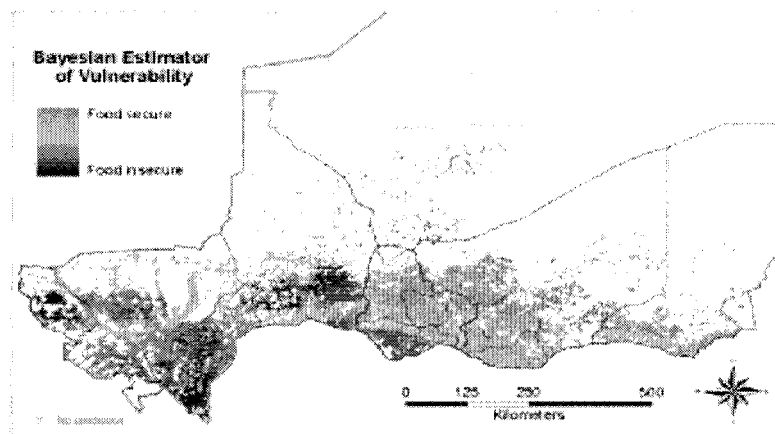 Bayesian Estimator
of Vulnerability
Food secure
Food insecure
0 125 250 500
Kilometers